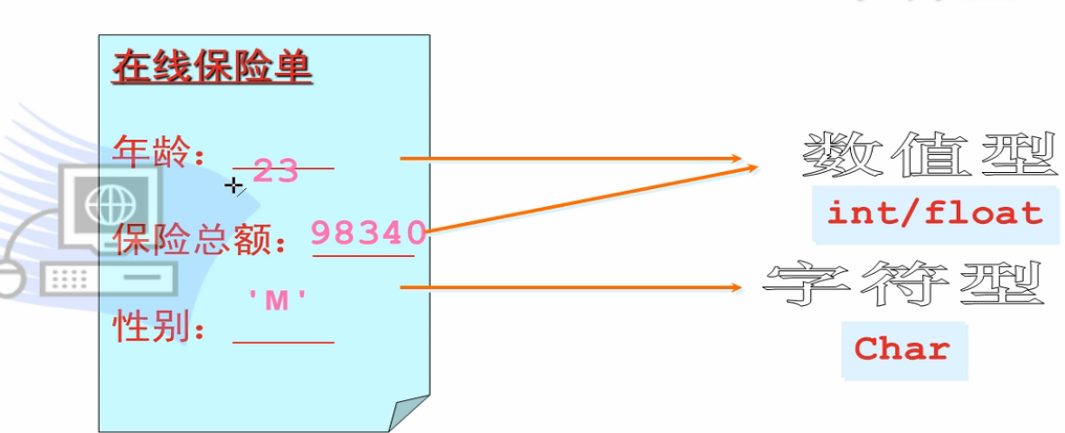 在线保险单
年龄：23
保险总额：98340
性别：'M'
数值型
int/float
字符型
Char